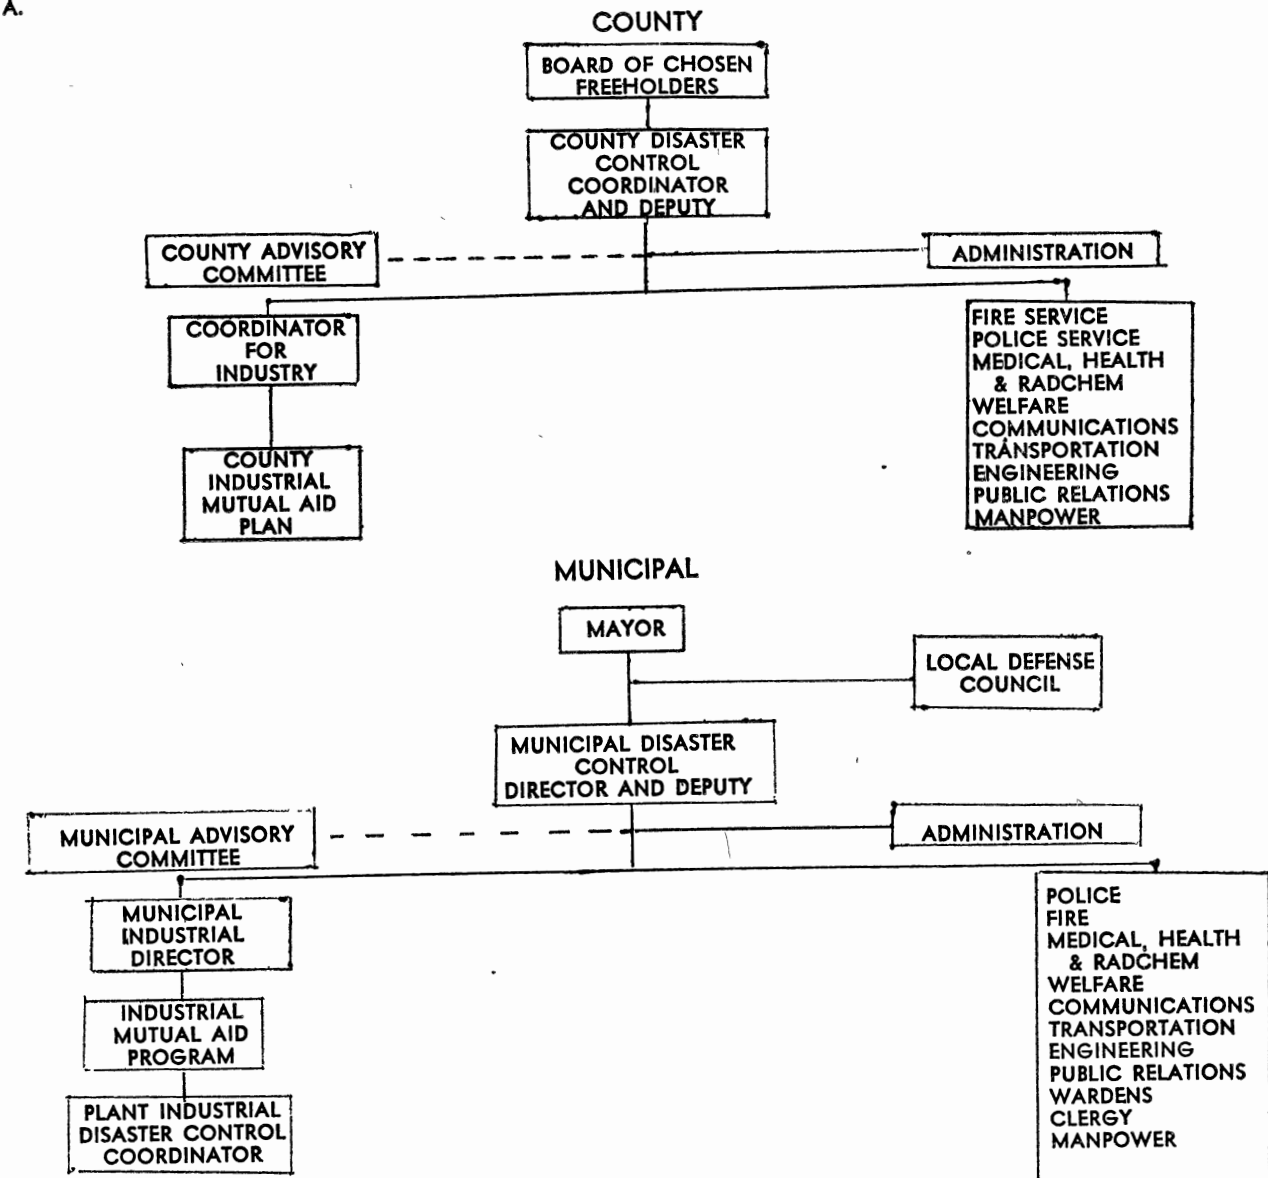 A.
COUNTY
BOARD OF CHOSEN
FREEHOLDERS
COUNTY DISASTER
CONTROL
COORDINATOR
AND DEPUTY
COUNTY ADVISORY
COMMITTEE
ADMINISTRATION
COORDINATOR
FOR
INDUSTRY
COUNTY
INDUSTRIAL
MUTUAL AID
PLAN
FIRE SERVICE
POLICE SERVICE
MEDICAL, HEALTH
& RADCHEM
WELFARE
COMMUNICATIONS
TRANSPORTATION
ENGINEERING
PUBLIC RELATIONS
MANPOWER
MUNICIPAL
MAYOR
LOCAL DEFENSE
COUNCIL
MUNICIPAL DISASTER
CONTROL
DIRECTOR AND DEPUTY
MUNICIPAL ADVISORY
COMMITTEE
ADMINISTRATION
MUNICIPAL
INDUSTRIAL
DIRECTOR
INDUSTRIAL
MUTUAL AID
PROGRAM
PLANT INDUSTRIAL
DISASTER CONTROL
COORDINATOR
POLICE
FIRE
MEDICAL, HEALTH
& RADCHEM
WELFARE
COMMUNICATIONS
TRANSPORTATION
ENGINEERING
PUBLIC RELATIONS
WARDENS
CLERGY
MANPOWER